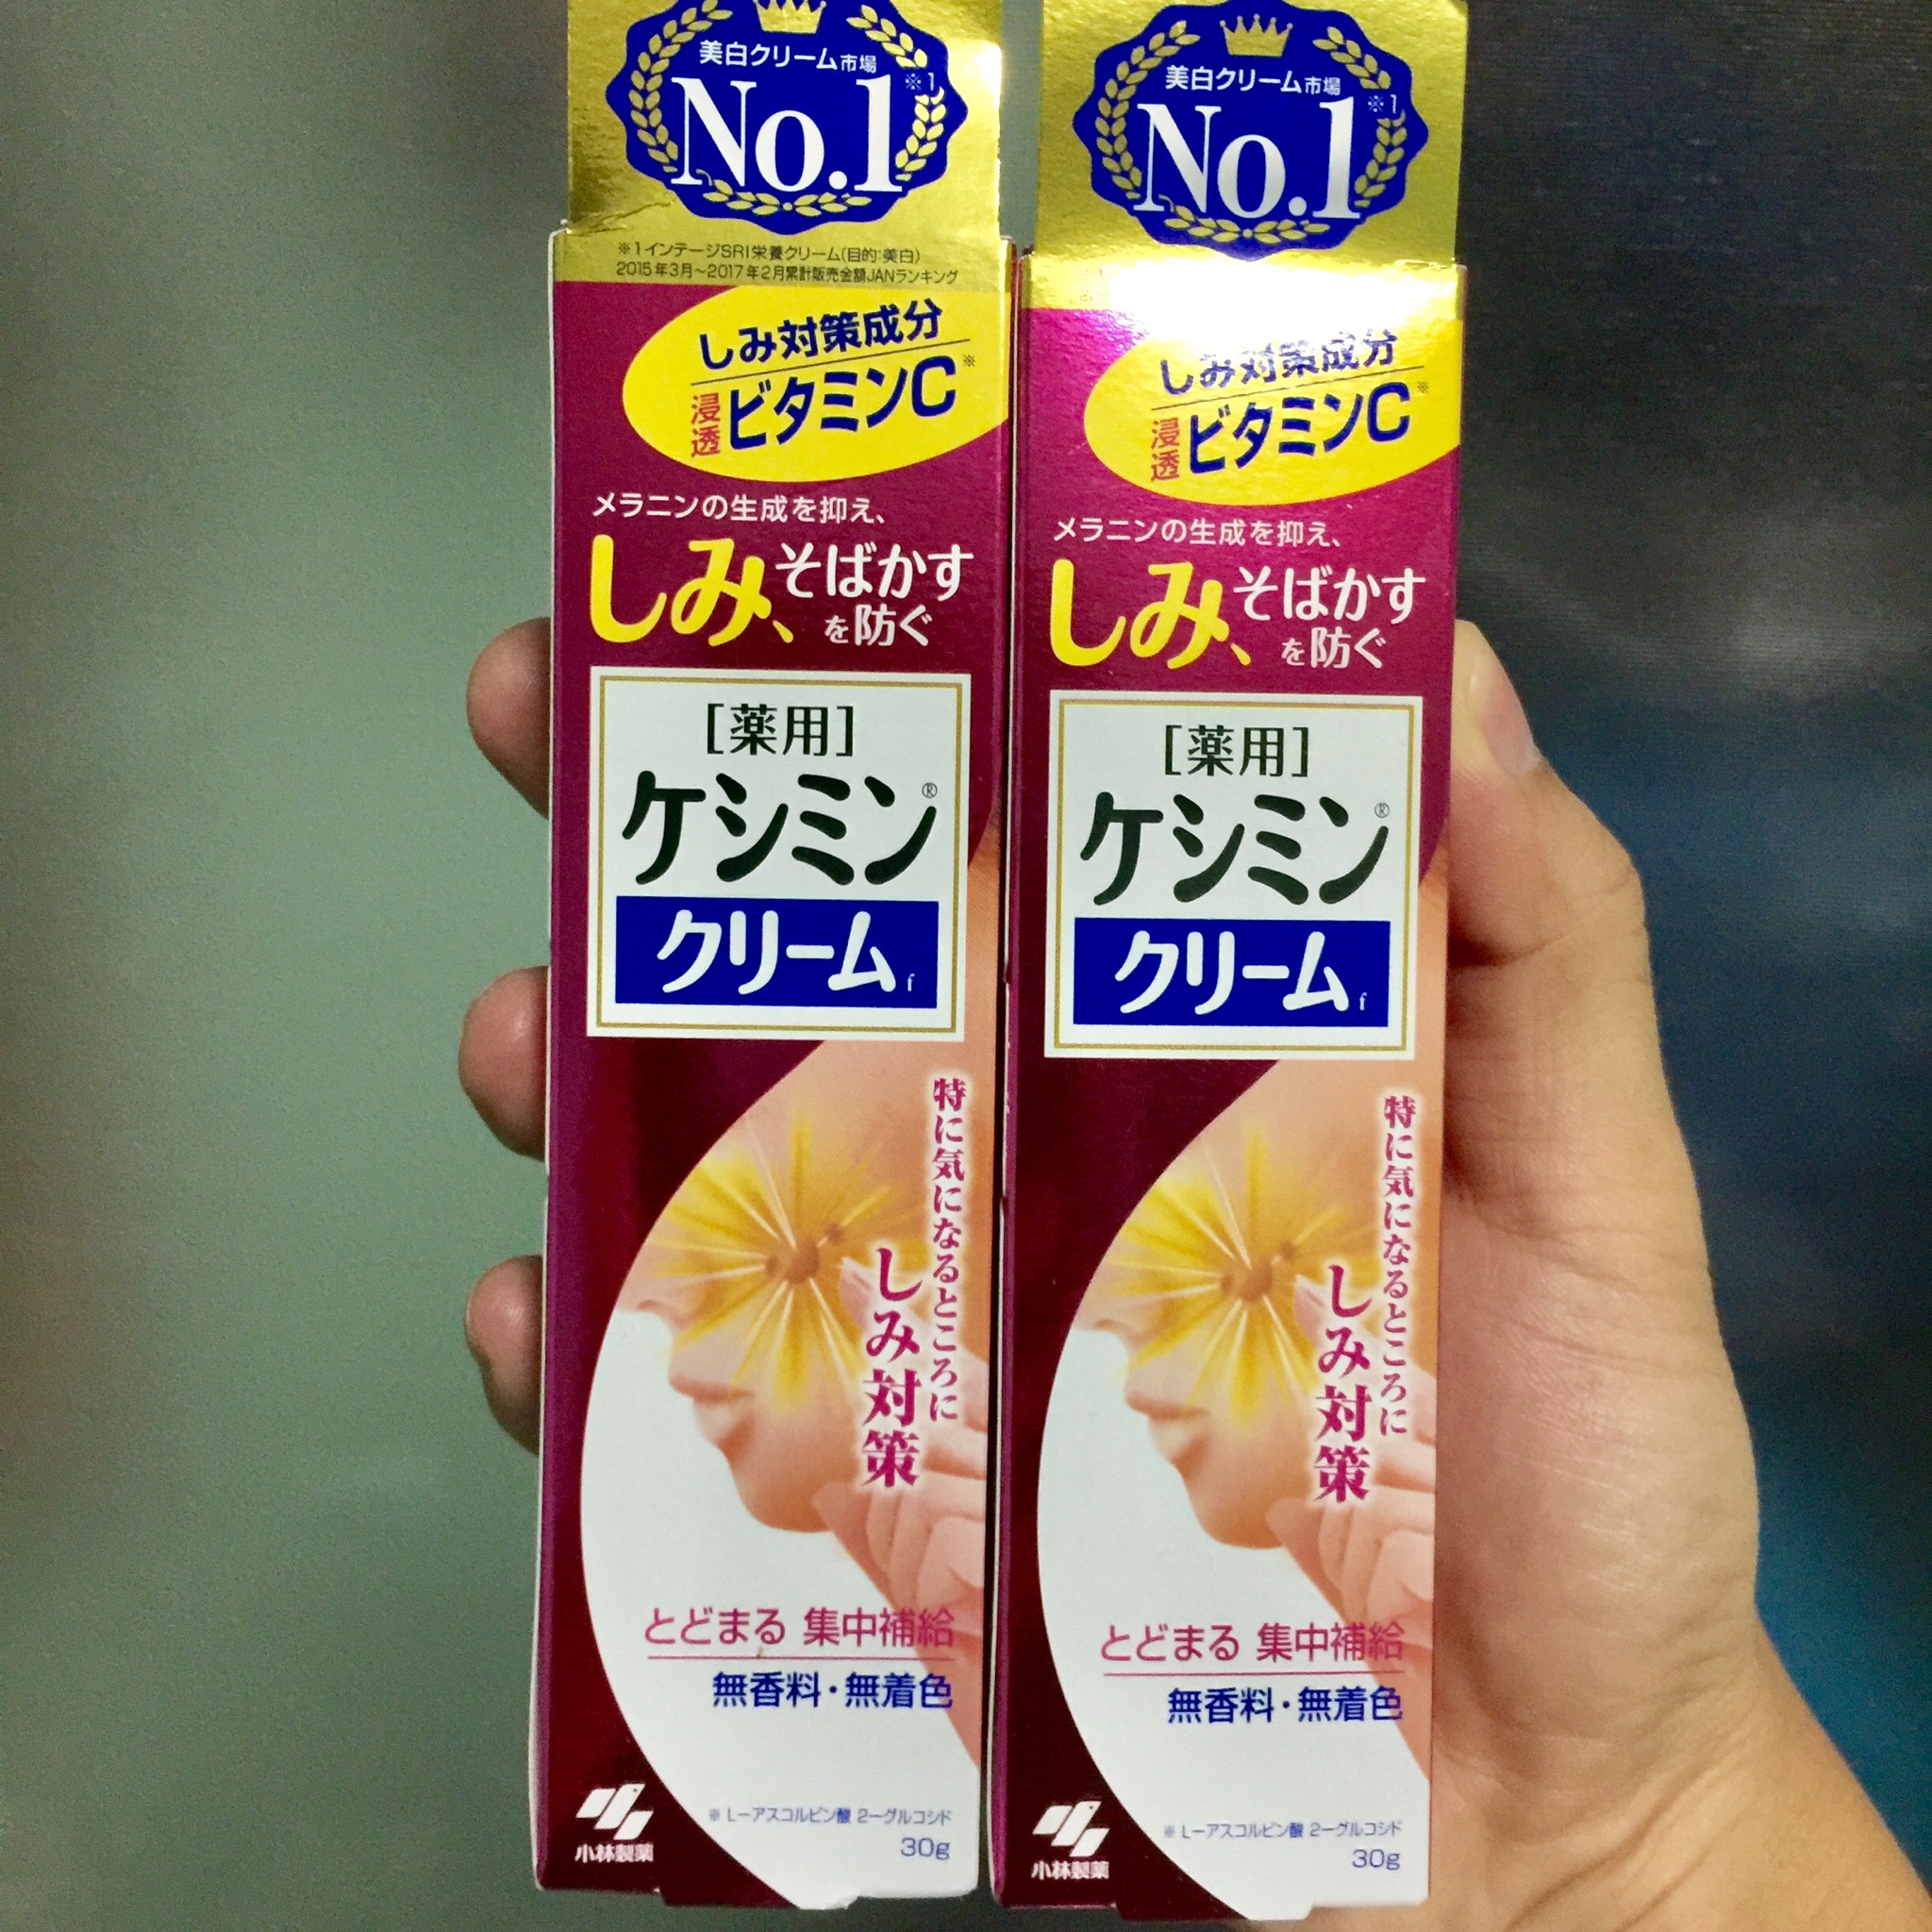 美白クリーム市場
No.1※1
※1インテージSRI栄養クリーム(目的:美白)
2015年3月〜2017年2月累計販売金額JANランキング
しみ対策成分
浸透ビタミンC※
メラニンの生成を抑え、
しみ、そばかす
を防ぐ
[薬用]
ケシミン®
クリームf
特に気になるところに
しみ対策
とどまる 集中補給
無香料・無着色
※ L-アスコルビン酸 2-グルコシド
30g
小林製薬
美白クリーム市場
No.1※1
しみ対策成分
浸透ビタミンC※
メラニンの生成を抑え、
しみ、そばかす
を防ぐ
[薬用]
ケシミン®
クリームf
特に気になるところに
しみ対策
とどまる 集中補給
無香料・無着色
※ L-アスコルビン酸 2-グルコシド
30g
小林製薬